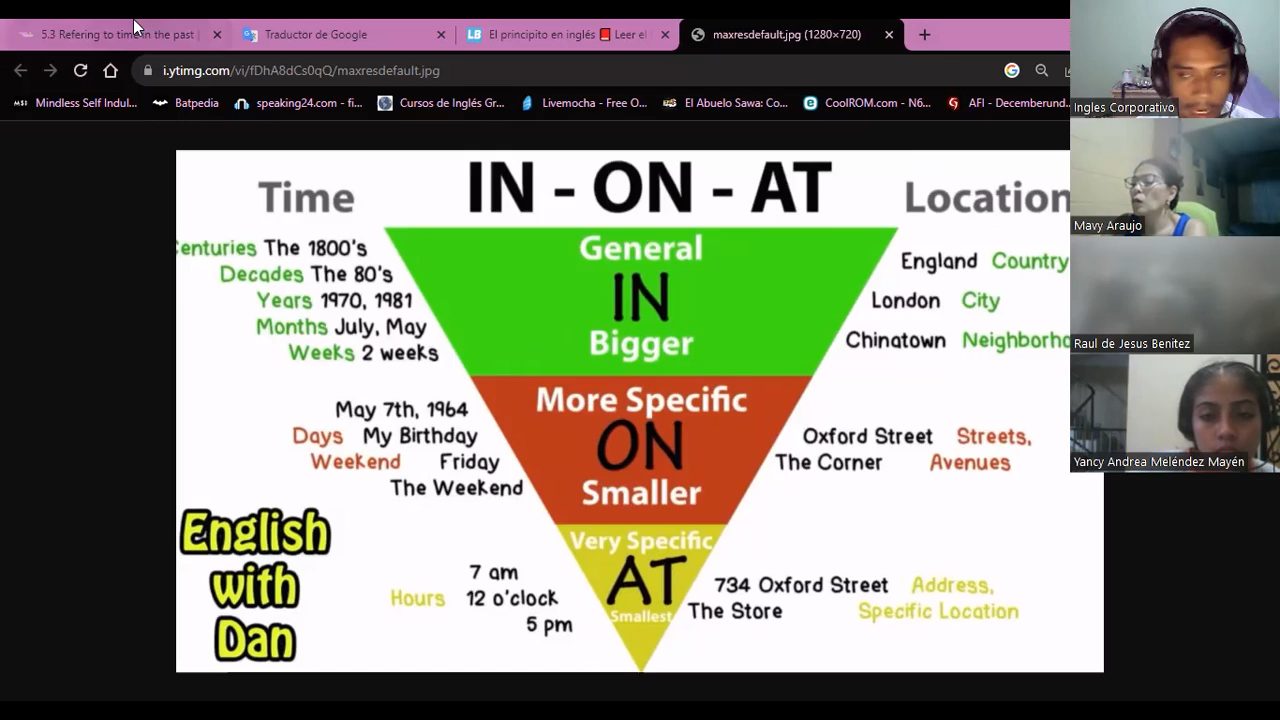 5.3 Refering to time in the past
Traductor de Google
El principito en inglés 📕 Leer el
maxresdefault.jpg (1280×720)
i.ytimg.com/vi/fDhA8dCs0qQ/maxresdefault.jpg
Mindless Self Indul...
Batpedia
speaking24.com - fi...
Cursos de Inglés Gr...
Livemocha - Free O...
El Abuelo Sawa: Co...
CoolROM.com - N6...
AFI - Decemberund...
Ingles Corporativo
Mavy Araujo
Raul de Jesus Benitez
Yancy Andrea Meléndez Mayén
Time
IN - ON - AT
Location
Centuries The 1800's
Decades The 80's
Years 1970, 1981
Months July, May
Weeks 2 weeks
General
IN
Bigger
England Country
London City
Chinatown Neighborho
May 7th, 1964
Days My Birthday
Weekend Friday
The Weekend
More Specific
ON
Smaller
Oxford Street Streets,
The Corner Avenues
English
with
Dan
7 am
Hours 12 o'clock
5 pm
Very Specific
AT
Smallest
734 Oxford Street Address,
The Store Specific Location